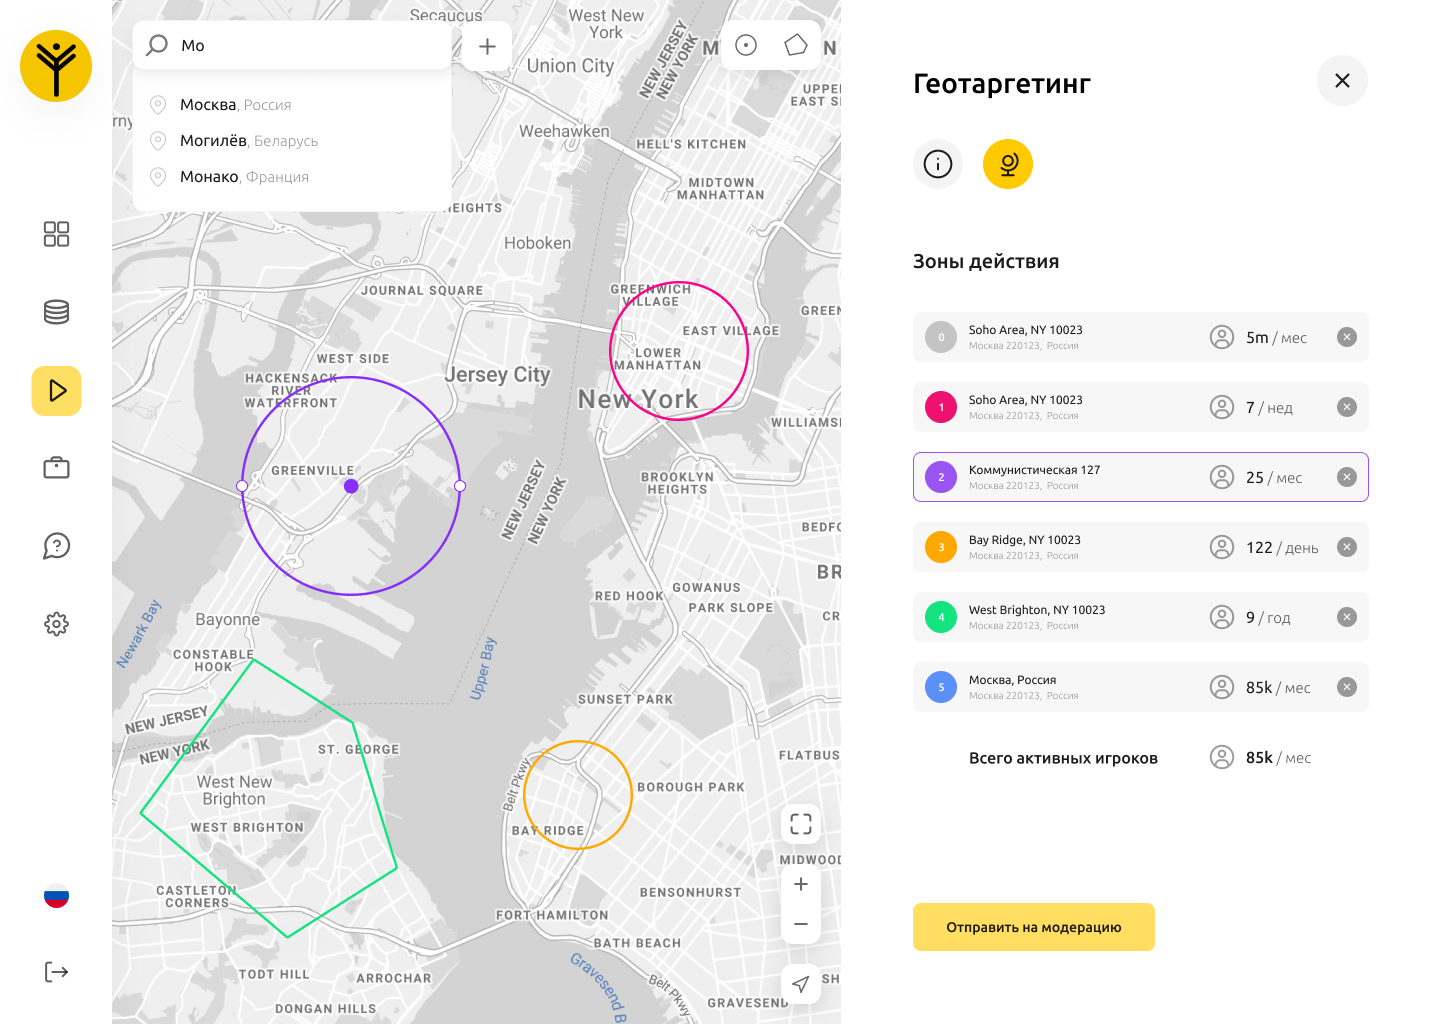 Mo
Москва, Россия
Могилёв, Беларусь
Монако, Франция
Secaucus
West New
York
Union City
NEW JERSEY
NEW YORK
M
N
UPPE
EAST SI
rny
Weehawken
HELL'S KITCHEN
MIDTOWN
MANHATTAN
HEIGHTS
Hoboken
JOURNAL SQUARE
GREENWICH
VILLAGE
GREEN
EAST VILLAGE
WEST SIDE
LOWER
MANHATTAN
HACKENSACK
RIVER
WATERFRONT
Jersey City
New York
WILLIAMS
GREENVILLE
BROOKLYN
HEIGHTS
NEW JERSEY
NEW YORK
BEDFO
BR
GOWANUS
RED HOOK
PARK SLOPE
CR
Newark Bay
Bayonne
CONSTABLE
HOOK
Upper Bay
SUNSET PARK
NEW JERSEY
NEW YORK
ST. GEORGE
FLATBUS
West New
Brighton
Belt Pkwy
BOROUGH PARK
WEST BRIGHTON
BAY RIDGE
MIDWOOD
CASTLETON
CORNERS
BENSONHURST
FORT HAMILTON
BATH BEACH
TODT HILL
ARROCHAR
Gravesend B
Belt Pkwy
SH
DONGAN HILLS
GRAVESEND
Геотаргетинг
Зоны действия
0 Soho Area, NY 10023 5m / мес
Москва 220123, Россия
1 Soho Area, NY 10023 7 / нед
Москва 220123, Россия
2 Коммунистическая 127 25 / мес
Москва 220123, Россия
3 Bay Ridge, NY 10023 122 / день
Москва 220123, Россия
4 West Brighton, NY 10023 9 / год
Москва 220123, Россия
5 Москва, Россия 85k / мес
Москва 220123, Россия
Всего активных игроков 85k / мес
Отправить на модерацию